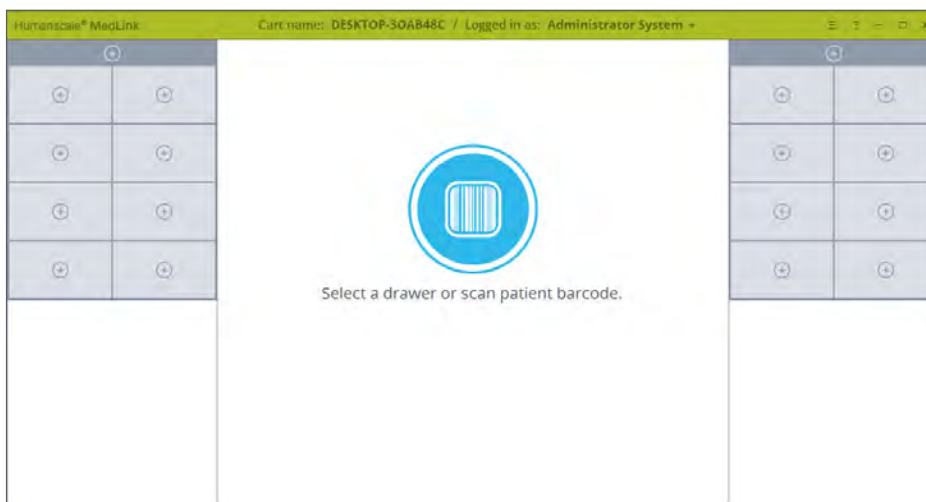 Humanscale® MedLink
Cart name: DESKTOP-3OAB48C / Logged in as: Administrator System
Select a drawer or scan patient barcode.